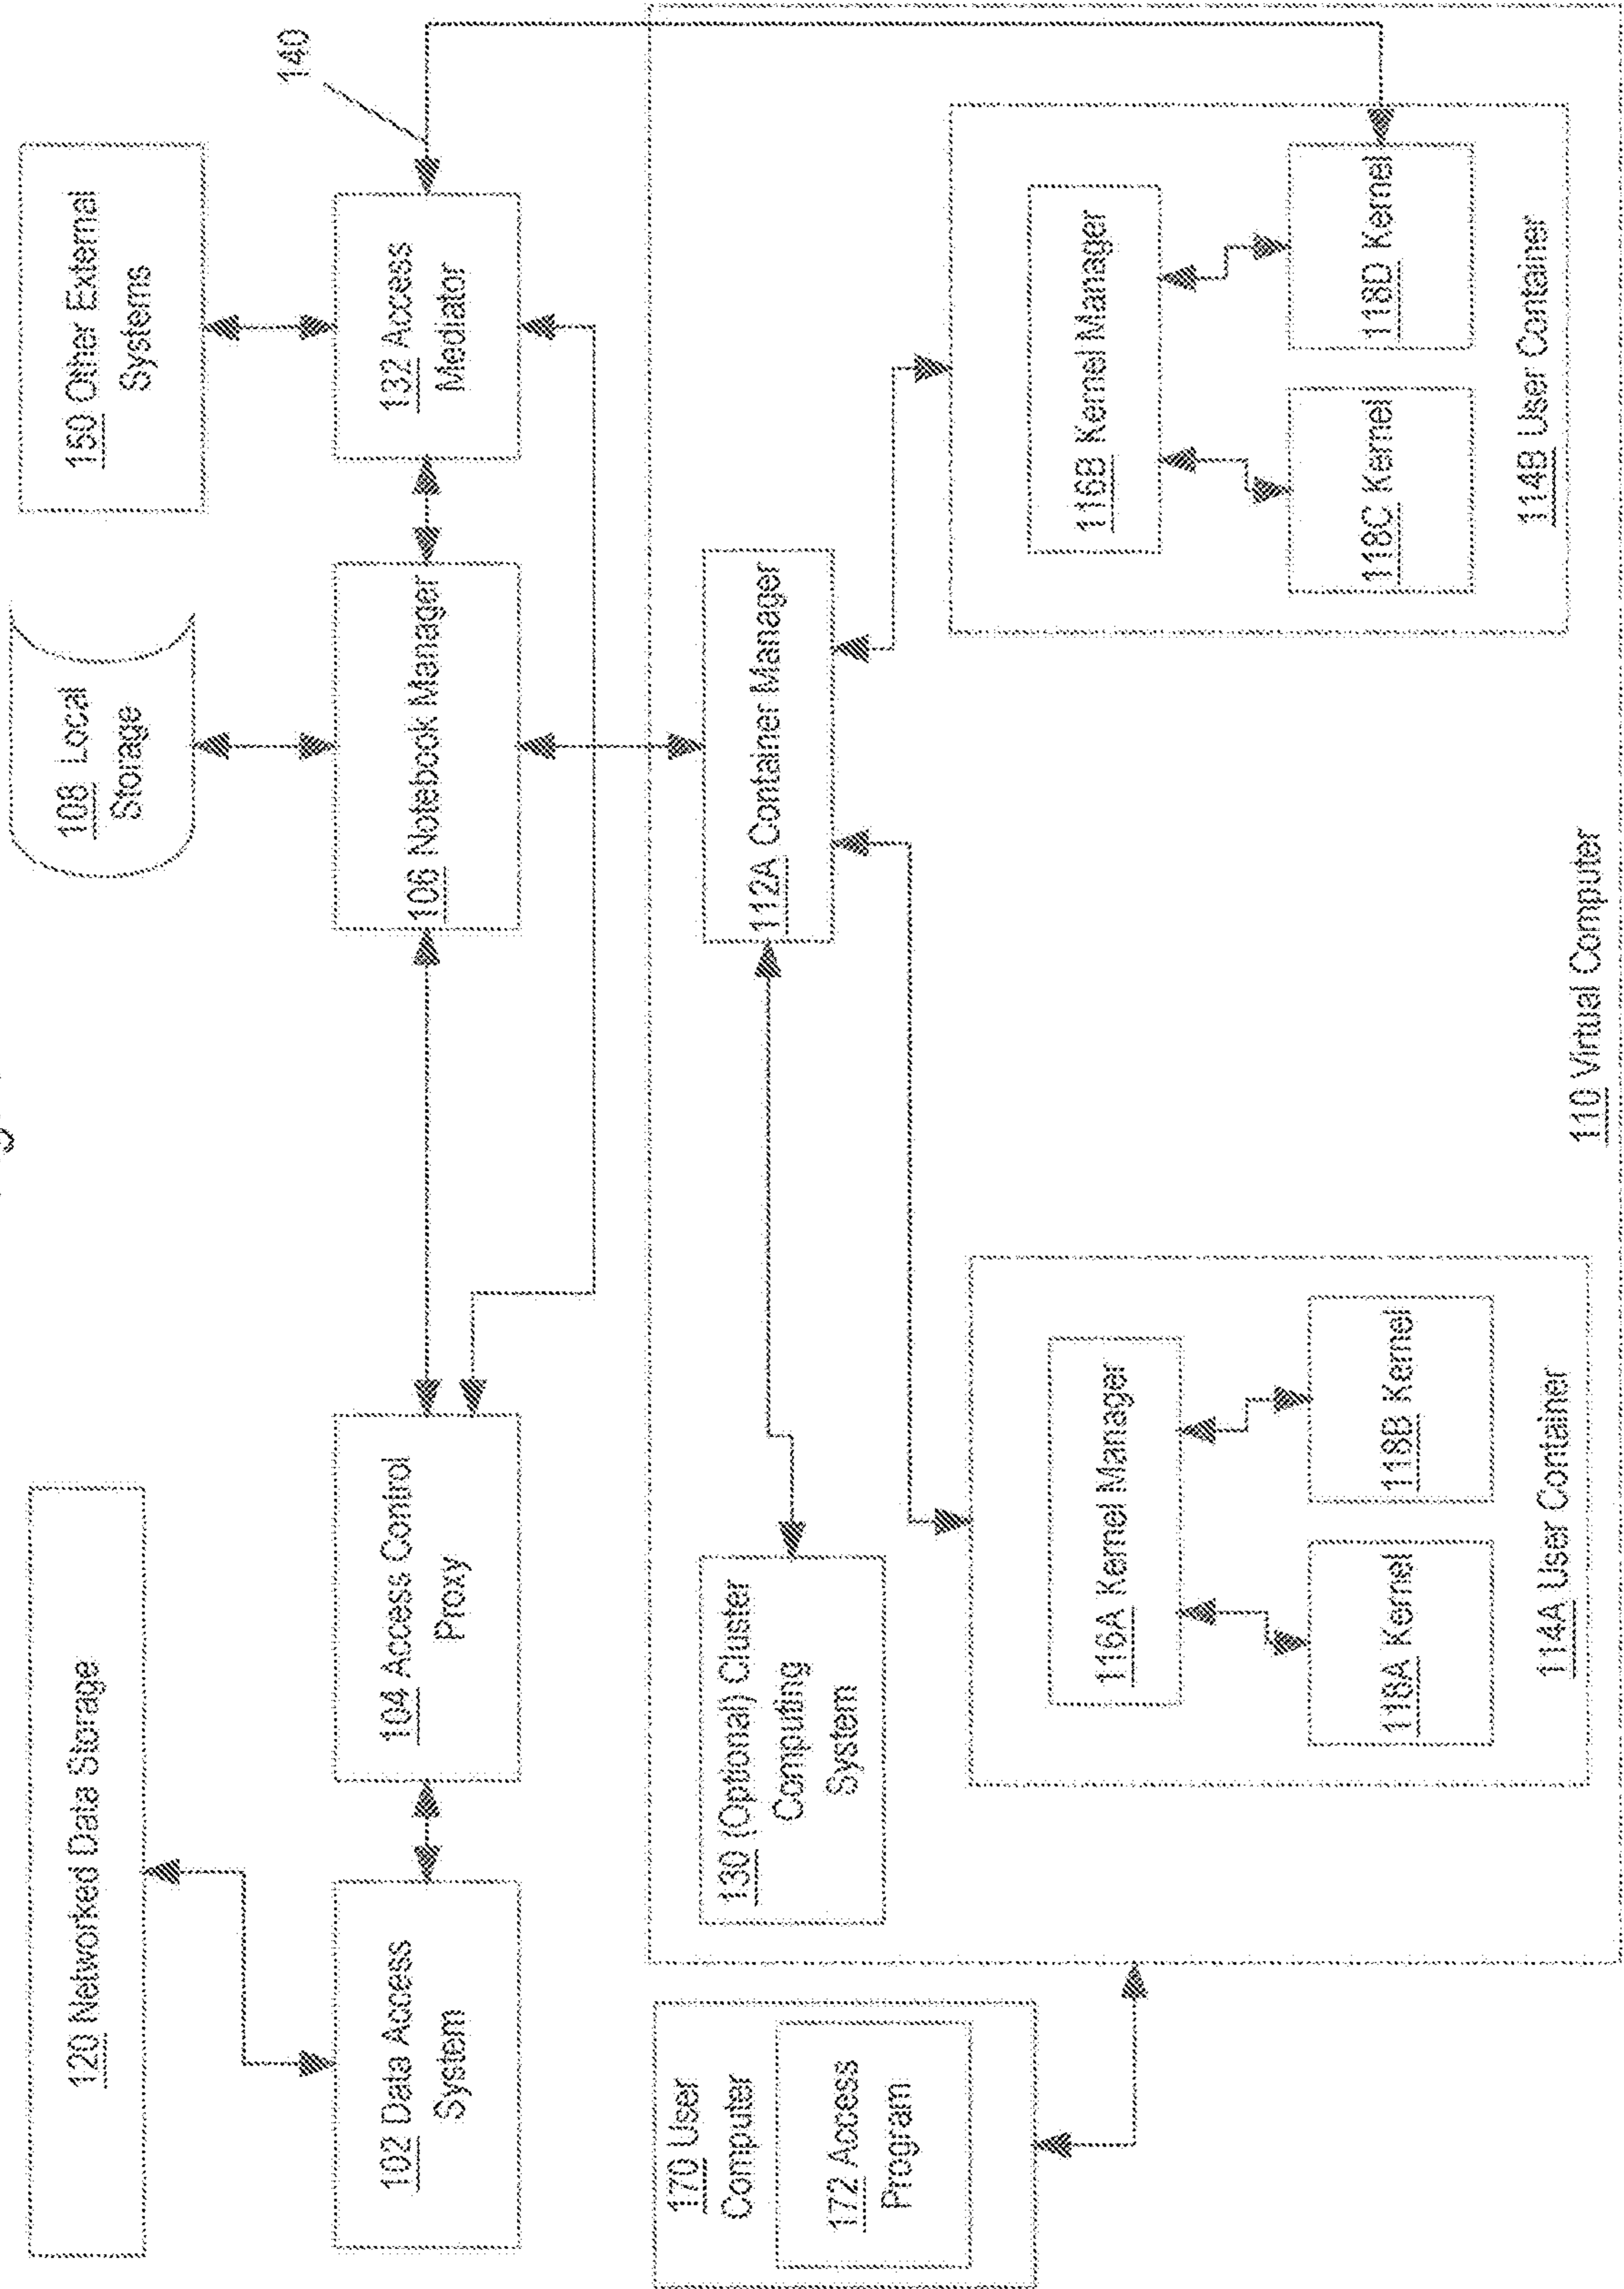 120 Networked Data Storage
108 Local
Storage
150 Other External
Systems
140
102 Data Access
System
104 Access Control
Proxy
106 Notebook Manager
132 Access
Mediator
170 User
Computer
172 Access
Program
130 (Optional) Cluster
Computing
System
112A Container Manager
116A Kernel Manager
118A Kernel
118B Kernel
114A User Container
116B Kernel Manager
118C Kernel
118D Kernel
114B User Container
110 Virtual Computer